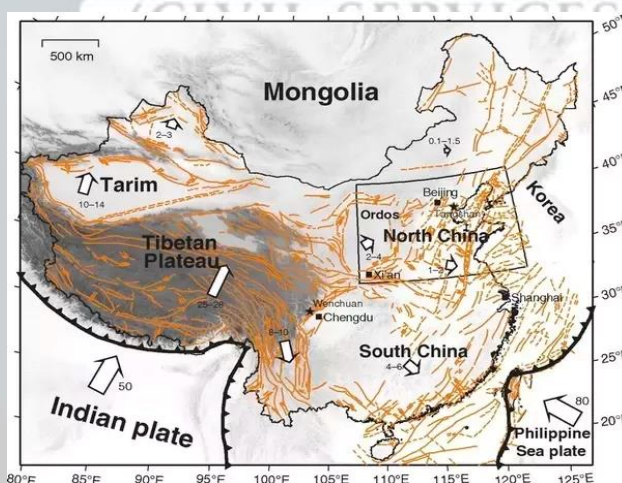 (CIVIL SERVICES
500 km
Mongolia
2–3
0.1–1.5
Tarim
10–14
Beijing
Tangshan
Korea
Ordos
North China
2–4
1–2
Xi'an
Tibetan
Plateau
Wenchuan
Chengdu
Shanghai
8–10
South China
4–6
50
Indian plate
80
Philippine
Sea plate
50°N
45°N
40°N
35°N
30°N
25°N
20°N
80°E
85°E
90°E
95°E
100°E
105°E
110°E
115°E
120°E
125°E